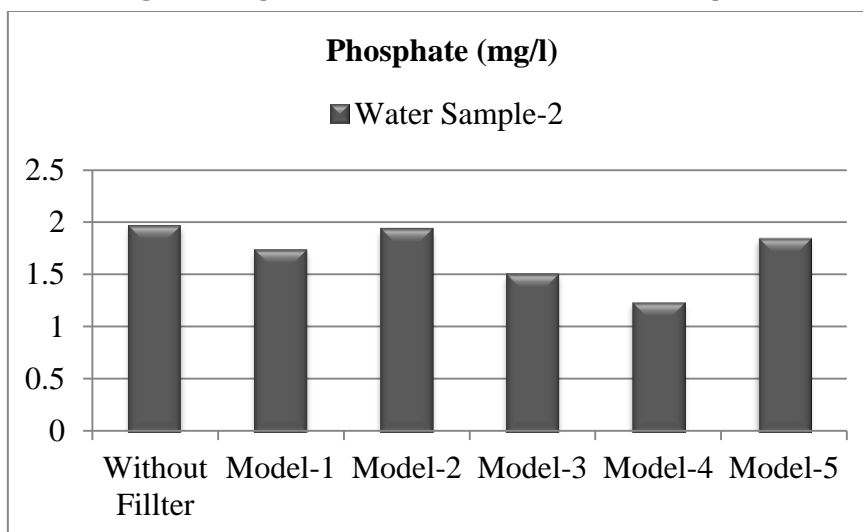 Phosphate (mg/l)
Water Sample-2
2.5
2
1.5
1
0.5
0
Without Fillter
Model-1
Model-2
Model-3
Model-4
Model-5